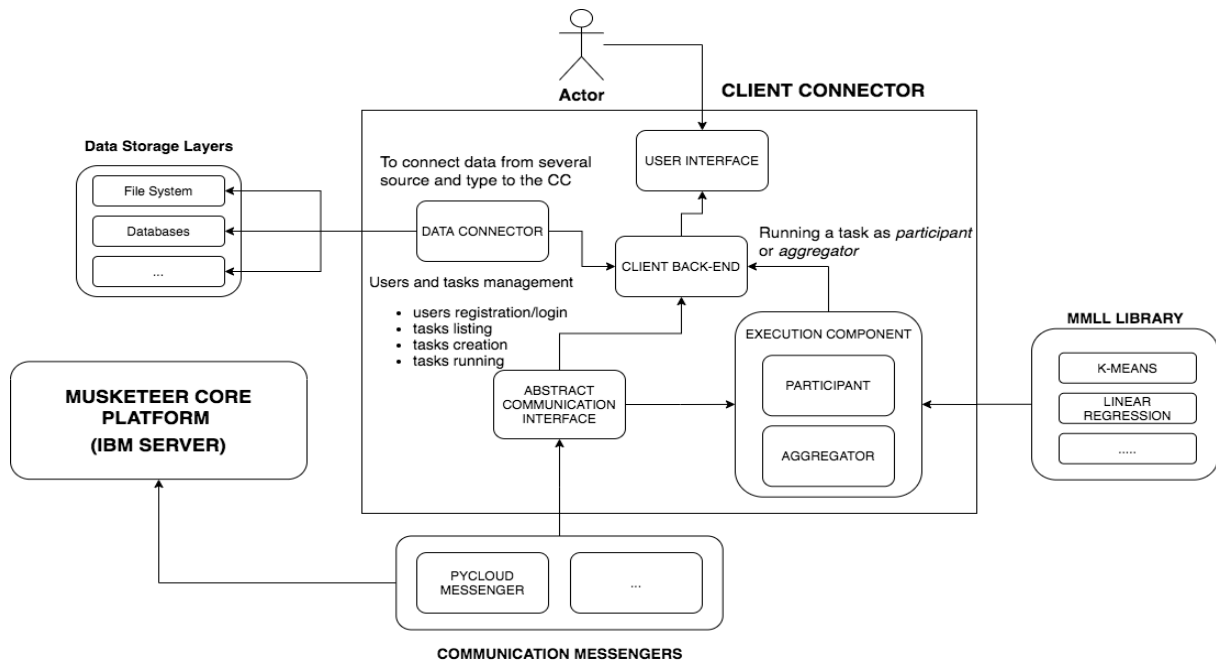 Actor
CLIENT CONNECTOR
Data Storage Layers
File System
Databases
...
To connect data from several
source and type to the CC
DATA CONNECTOR
USER INTERFACE
CLIENT BACK-END
Running a task as participant
or aggregator
Users and tasks management
• users registration/login
• tasks listing
• tasks creation
• tasks running
ABSTRACT
COMMUNICATION
INTERFACE
EXECUTION COMPONENT
PARTICIPANT
AGGREGATOR
MMLL LIBRARY
K-MEANS
LINEAR
REGRESSION
.....
MUSKETEER CORE
PLATFORM
(IBM SERVER)
PYCLOUD
MESSENGER
...
COMMUNICATION MESSENGERS